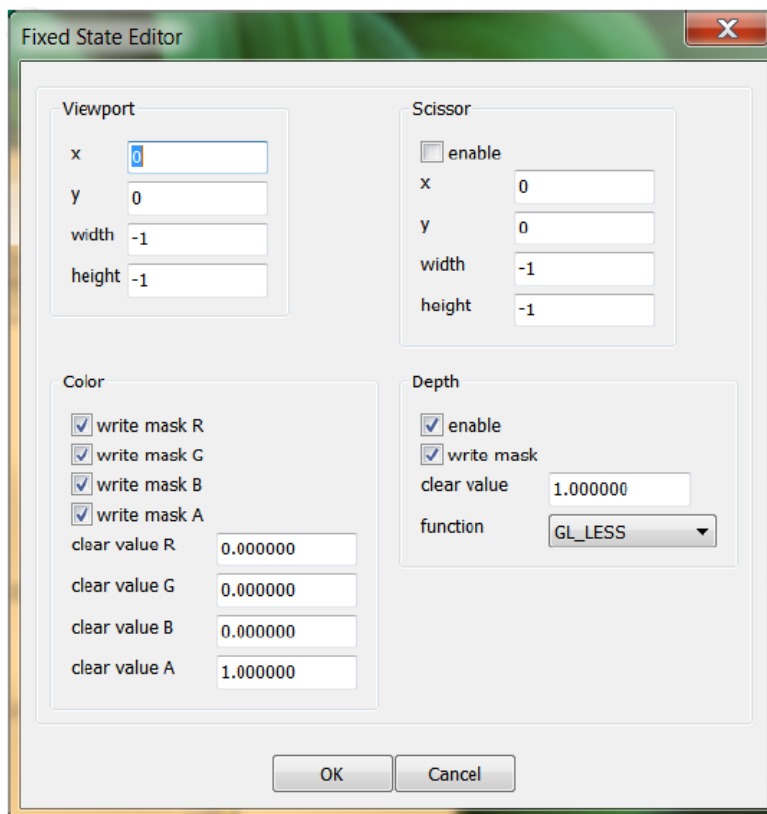 Fixed State Editor
X
Viewport
x 0
y 0
width -1
height -1
Scissor
enable
x 0
y 0
width -1
height -1
Color
write mask R
write mask G
write mask B
write mask A
clear value R 0.000000
clear value G 0.000000
clear value B 0.000000
clear value A 1.000000
Depth
enable
write mask
clear value 1.000000
function GL_LESS
OK Cancel